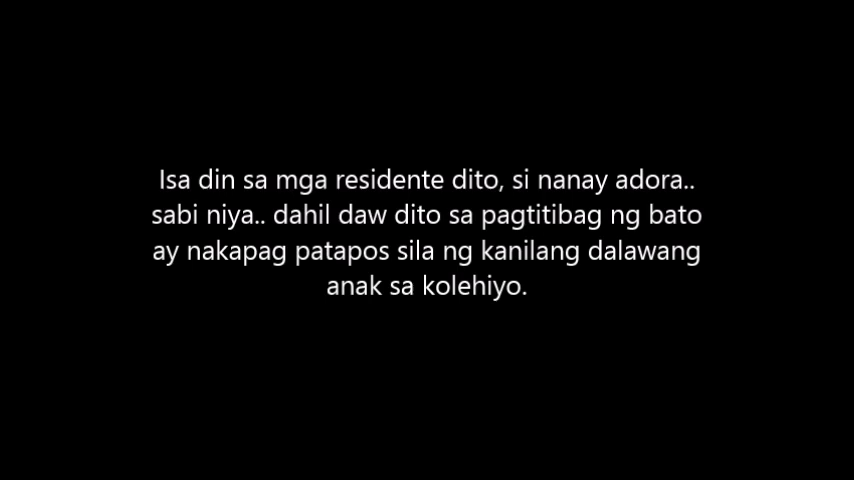 Isa din sa mga residente dito, si nanay adora..
sabi niya.. dahil daw dito sa pagtitibag ng bato
ay nakapag patapos sila ng kanilang dalawang
anak sa kolehiyo.